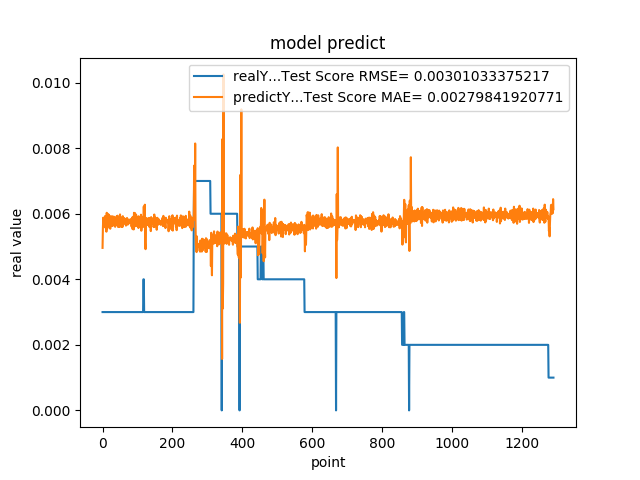 model predict
realY...Test Score RMSE= 0.00301033375217
predictY...Test Score MAE= 0.00279841920771
real value
0.010
0.008
0.006
0.004
0.002
0.000
0 200 400 600 800 1000 1200
point